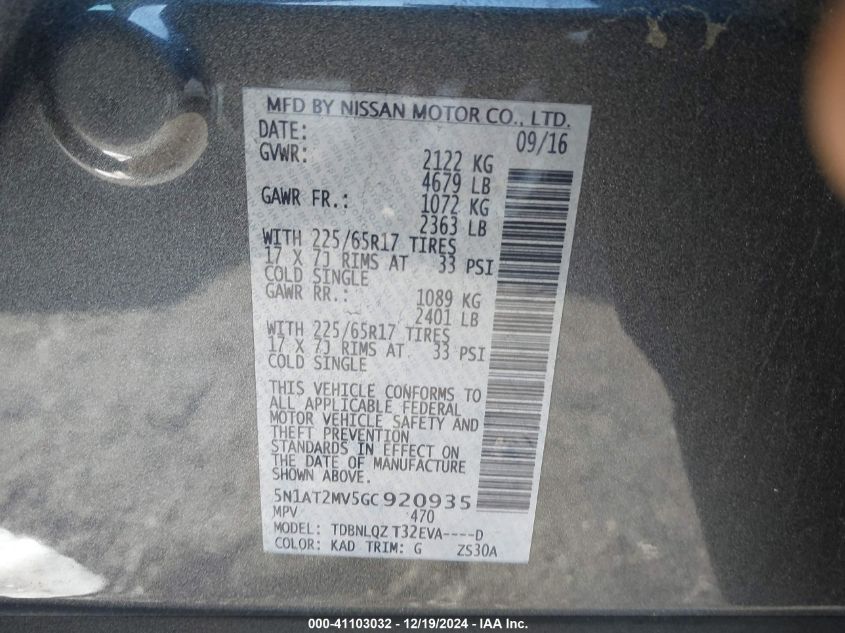 MFD BY NISSAN MOTOR CO., LTD.
DATE: 09/16
GVWR: 2122 KG
4679 LB
GAWR FR.: 1072 KG
2363 LB
WITH 225/65R17 TIRES
17 X 7J RIMS AT 33 PSI
COLD SINGLE
GAWR RR.: 1089 KG
2401 LB
WITH 225/65R17 TIRES
17 X 7J RIMS AT 33 PSI
COLD SINGLE
THIS VEHICLE CONFORMS TO
ALL APPLICABLE FEDERAL
MOTOR VEHICLE SAFETY AND
THEFT PREVENTION
STANDARDS IN EFFECT ON
THE DATE OF MANUFACTURE
SHOWN ABOVE.
5N1AT2MV5GC920935
MPV 470
MODEL: TDBNLQZ T32EVA----D
COLOR: KAD TRIM: G ZS30A
000-41103032 - 12/19/2024 - IAA Inc.